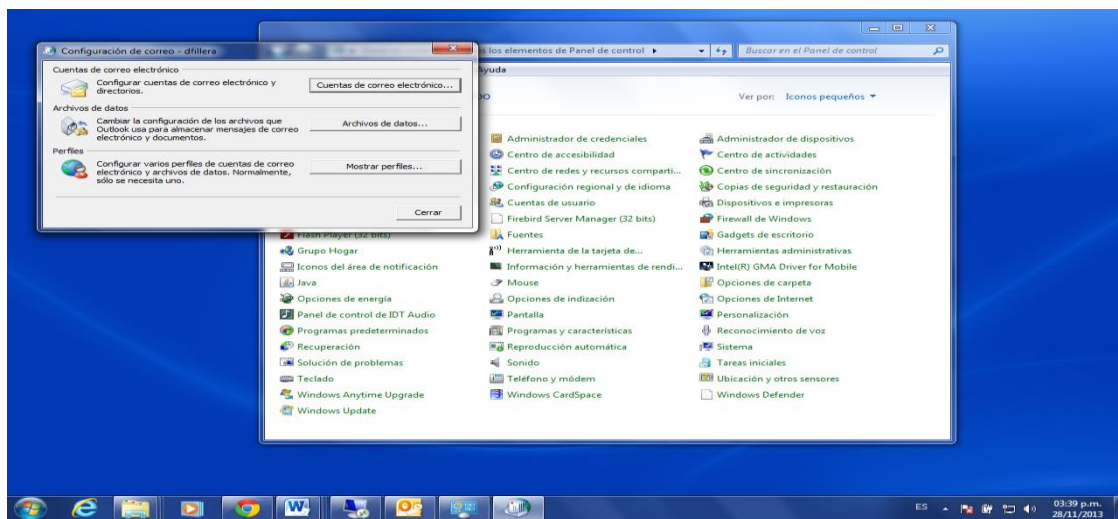 Configuración de correo - dfillera
Cuentas de correo electrónico
Configurar cuentas de correo electrónico y
directorios.
Cuentas de correo electrónico...
Archivos de datos
Cambiar la configuración de los archivos que
Outlook usa para almacenar mensajes de correo
electrónico y documentos.
Archivos de datos...
Perfiles
Configurar varios perfiles de cuentas de correo
electrónico y archivos de datos. Normalmente,
sólo se necesita uno.
Mostrar perfiles...
Cerrar
los elementos de Panel de control
Buscar en el Panel de control
Ayuda
Ver por: Iconos pequeños
Administrador de credenciales
Administrador de dispositivos
Centro de accesibilidad
Centro de actividades
Centro de redes y recursos comparti...
Centro de sincronización
Configuración regional y de idioma
Copias de seguridad y restauración
Cuentas de usuario
Dispositivos e impresoras
Firebird Server Manager (32 bits)
Firewall de Windows
Flash Player (32 bits)
Fuentes
Gadgets de escritorio
Grupo Hogar
Herramienta de la tarjeta de...
Herramientas administrativas
Iconos del área de notificación
Información y herramientas de rendi...
Intel(R) GMA Driver for Mobile
Java
Mouse
Opciones de carpeta
Opciones de energía
Opciones de indización
Opciones de Internet
Panel de control de IDT Audio
Pantalla
Personalización
Programas predeterminados
Programas y características
Reconocimiento de voz
Recuperación
Reproducción automática
Sistema
Solución de problemas
Sonido
Tareas iniciales
Teclado
Teléfono y módem
Ubicación y otros sensores
Windows Anytime Upgrade
Windows CardSpace
Windows Defender
Windows Update
ES
03:39 p.m.
28/11/2013